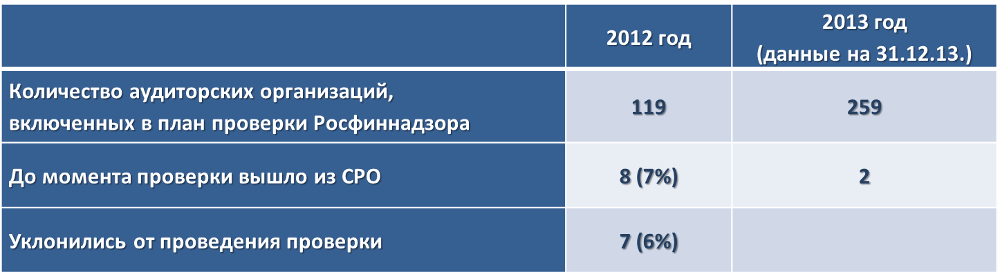 2012 год
2013 год
(данные на 31.12.13.)
Количество аудиторских организаций,
включенных в план проверки Росфиннадзора
119
259
До момента проверки вышло из СРО
8 (7%)
2
Уклонились от проведения проверки
7 (6%)